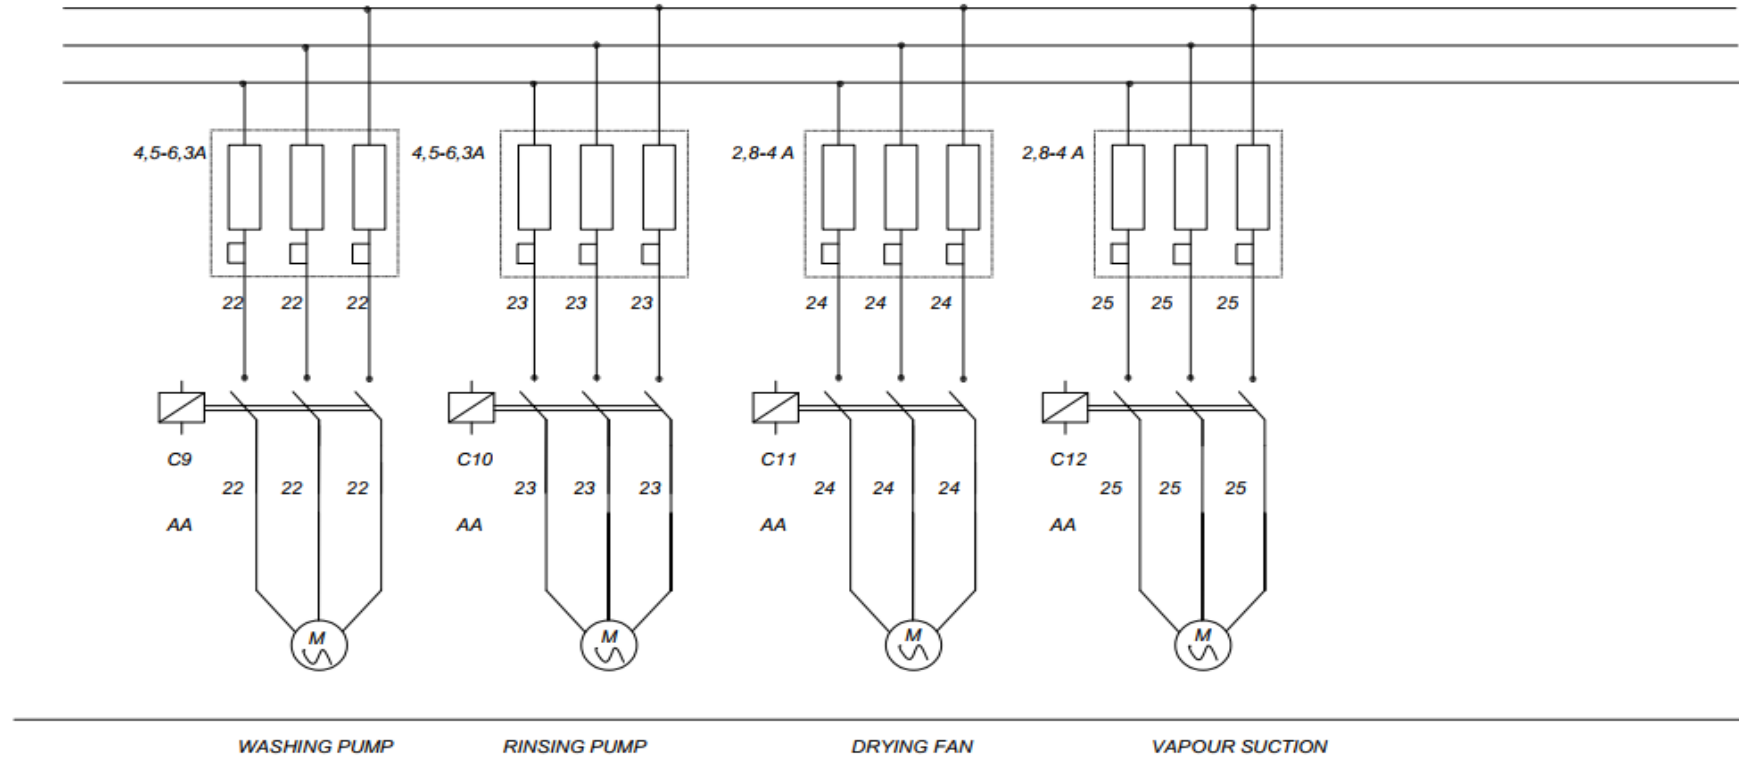 4,5-6,3A 4,5-6,3A 2,8-4 A 2,8-4 A
22 22 22 23 23 23 24 24 24 25 25 25
C9 C10 C11 C12
22 22 22 23 23 23 24 24 24 25 25 25
AA AA AA AA
M M M M
WASHING PUMP RINSING PUMP DRYING FAN VAPOUR SUCTION